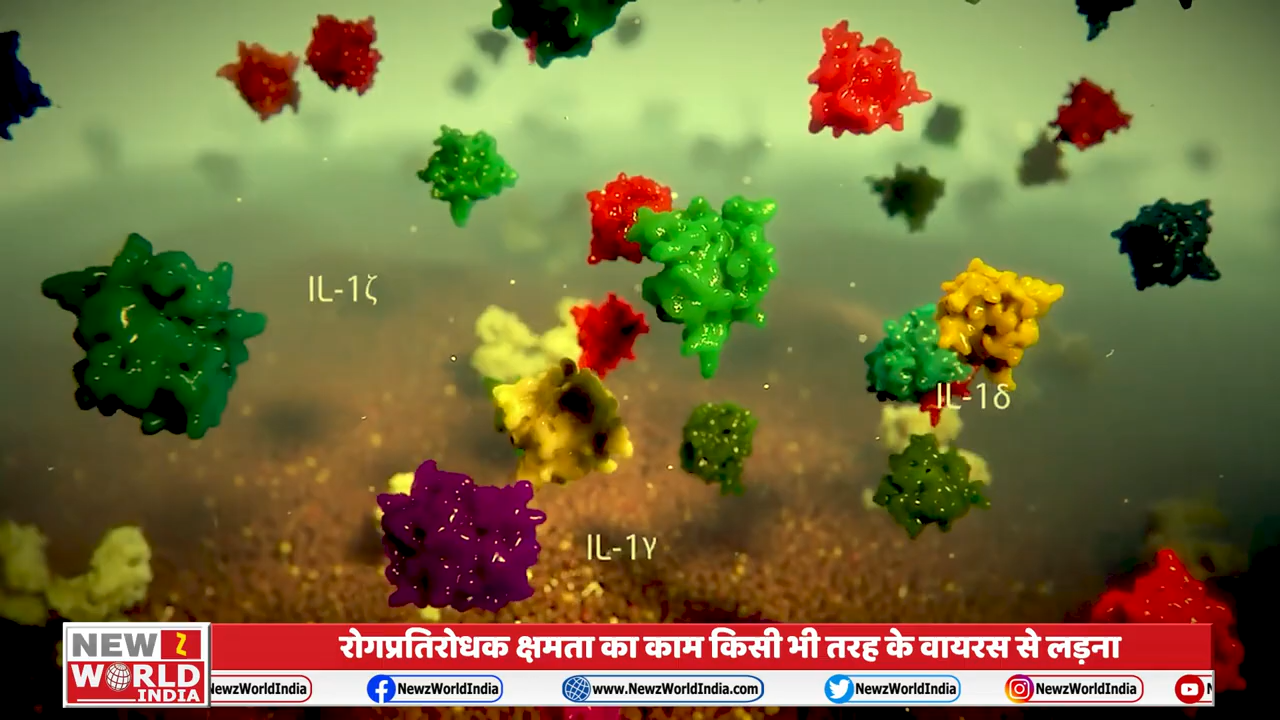 IL-1ζ
IL-1δ
IL-1γ
NEWZ
WORLD
INDIA
रोगप्रतिरोधक क्षमता का काम किसी भी तरह के वायरस से लड़ना
NewzWorldIndia
NewzWorldIndia
www.NewzWorldIndia.com
NewzWorldIndia
NewzWorldIndia